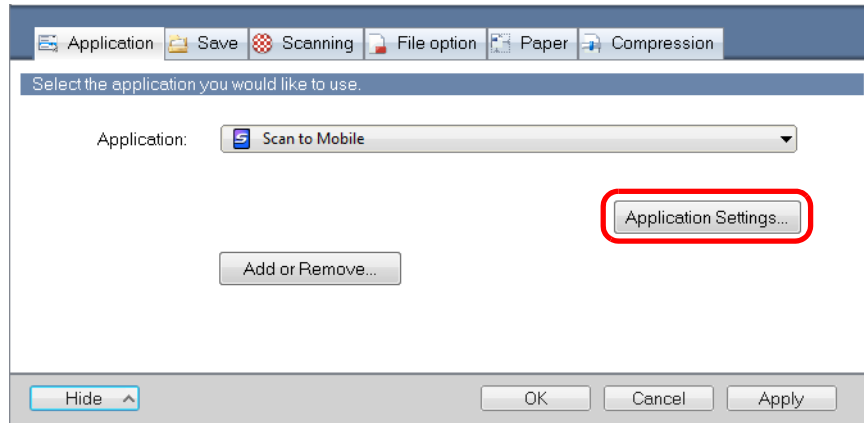 Application Save Scanning File option Paper Compression
Select the application you would like to use.
Application: Scan to Mobile
Application Settings...
Add or Remove...
Hide OK Cancel Apply